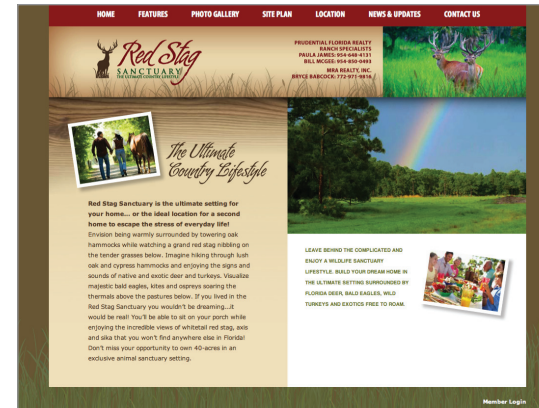 HOME FEATURES PHOTO GALLERY SITE PLAN LOCATION NEWS & UPDATES CONTACT US
Red Stag
SANCTUARY
THE ULTIMATE COUNTRY LIFESTYLE
PRUDENTIAL FLORIDA REALTY
RANCH SPECIALISTS
PAULA JAMES: 954-648-4131
BILL MCGEE: 954-850-0493
MRA REALTY, INC.
BRYCE BABCOCK: 772-971-9816
The Ultimate
Country Lifestyle
Red Stag Sanctuary is the ultimate setting for
your home... or the ideal location for a second
home to escape the stress of everyday life!
Envision being warmly surrounded by towering oak
hammocks while watching a grand red stag nibbling on
the tender grasses below. Imagine hiking through lush
oak and cypress hammocks and enjoying the signs and
sounds of native and exotic deer and turkeys. Visualize
majestic bald eagles, kites and ospreys soaring the
thermals above the pastures below. If you lived in the
Red Stag Sanctuary you wouldn't be dreaming...it
would be real! You'll be able to sit on your porch while
enjoying the incredible views of whitetail red stag, axis
and sika that you won't find anywhere else in Florida!
Don't miss your opportunity to own 40-acres in an
exclusive animal sanctuary setting.
LEAVE BEHIND THE COMPLICATED AND
ENJOY A WILDLIFE SANCTUARY
LIFESTYLE. BUILD YOUR DREAM HOME IN
THE ULTIMATE SETTING SURROUNDED BY
FLORIDA DEER, BALD EAGLES, WILD
TURKEYS AND EXOTICS FREE TO ROAM.
Member Login